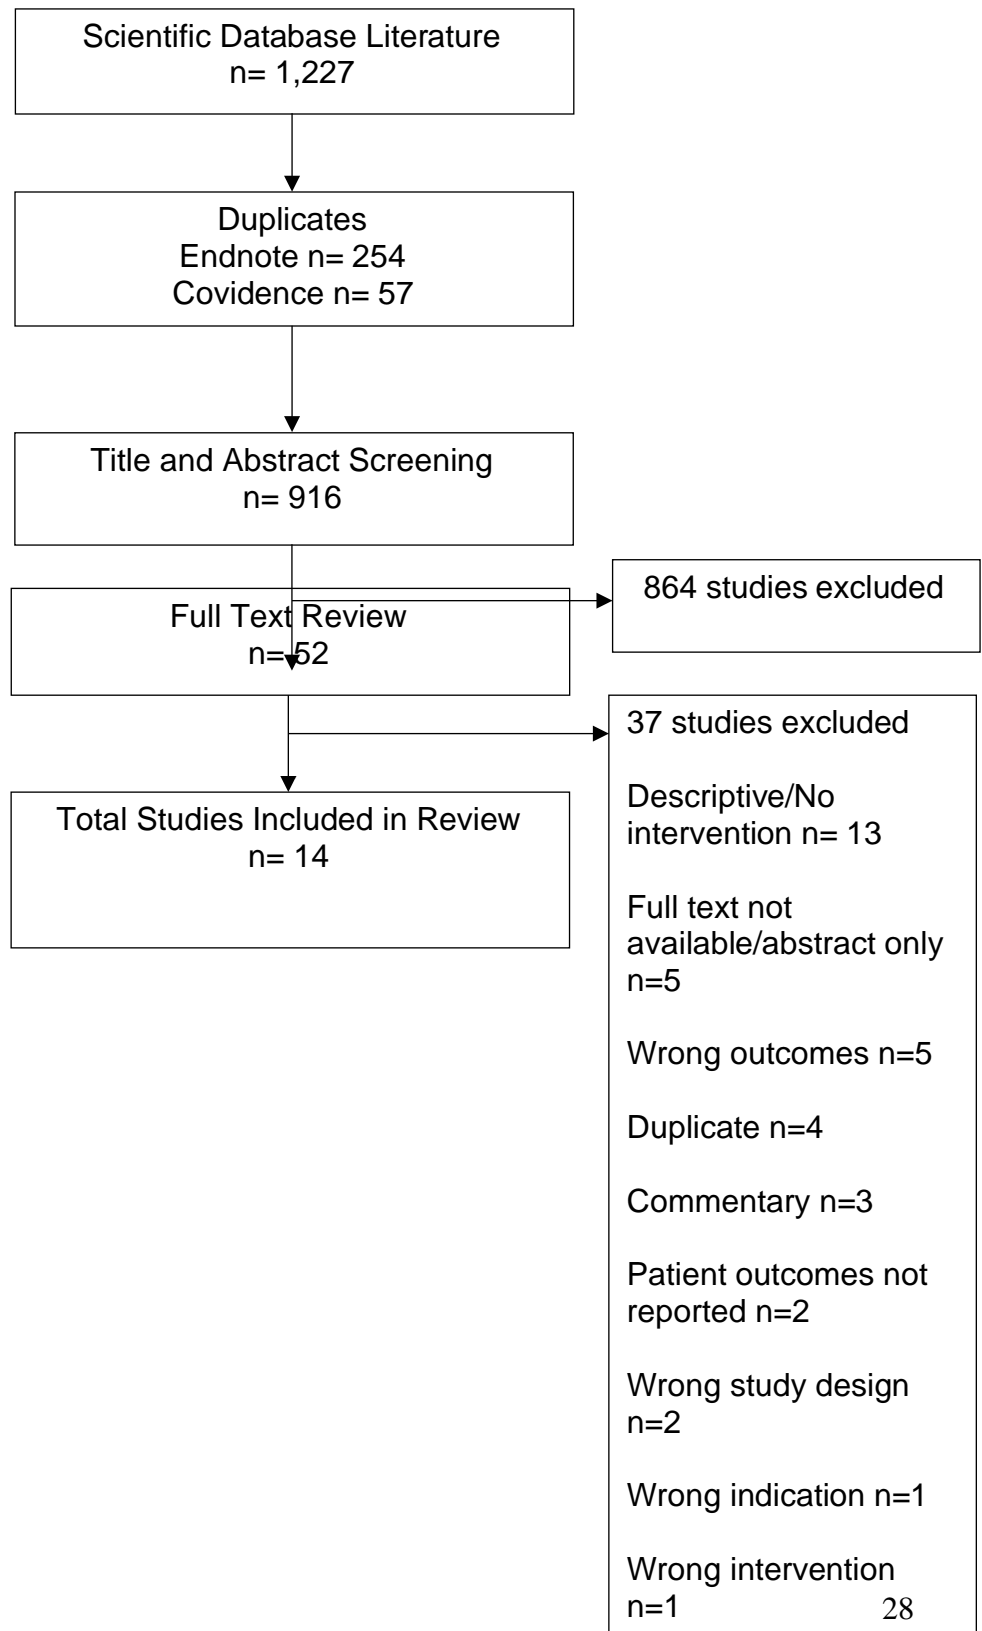 Scientific Database Literature
n= 1,227
Duplicates
Endnote n= 254
Covidence n= 57
Title and Abstract Screening
n= 916
864 studies excluded
Full Text Review
n= 52
37 studies excluded
Descriptive/No
intervention n= 13
Full text not
available/abstract only
n=5
Wrong outcomes n=5
Duplicate n=4
Commentary n=3
Patient outcomes not
reported n=2
Wrong study design
n=2
Wrong indication n=1
Wrong intervention
n=1
Total Studies Included in Review
n= 14
28